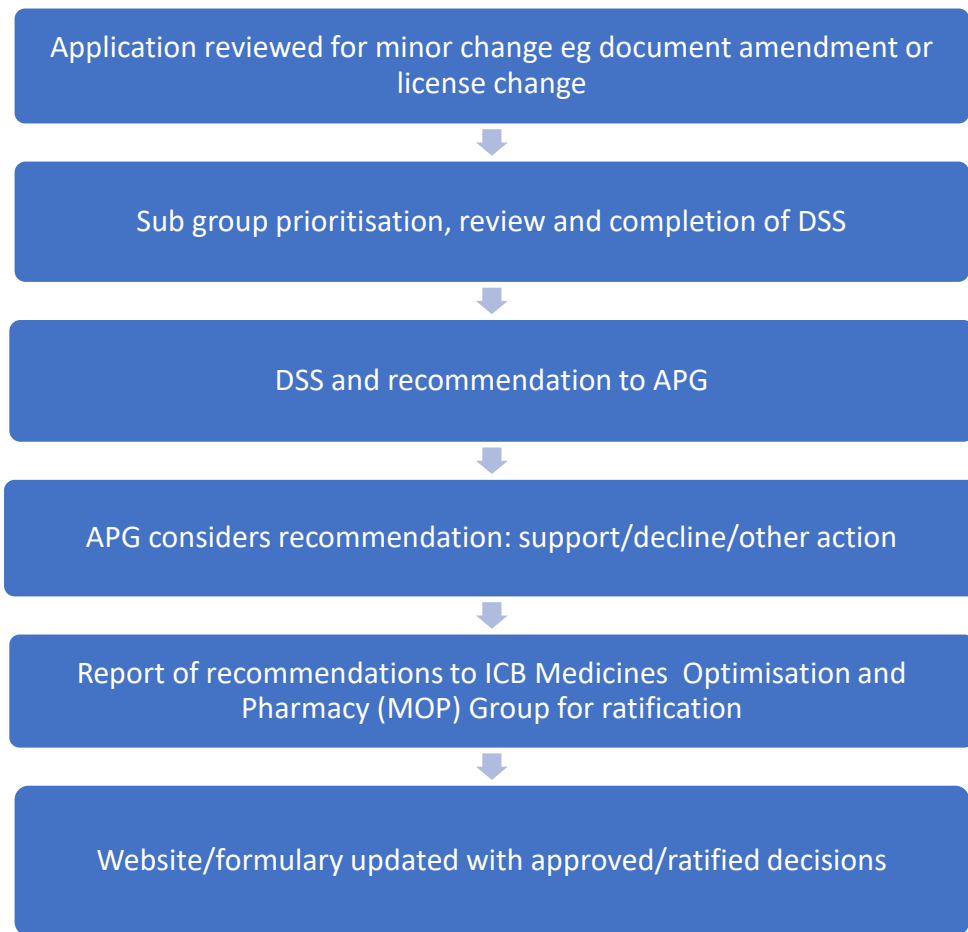 Application reviewed for minor change eg document amendment or
license change
Sub group prioritisation, review and completion of DSS
DSS and recommendation to APG
APG considers recommendation: support/decline/other action
Report of recommendations to ICB Medicines  Optimisation and
Pharmacy (MOP) Group for ratification
Website/formulary updated with approved/ratified decisions